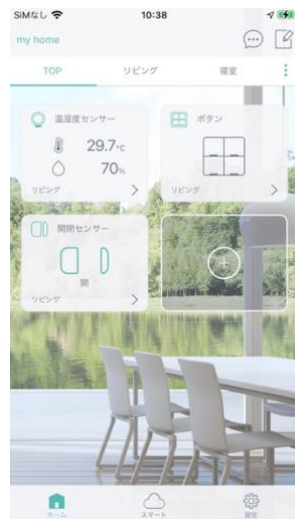 SIMなし 10:38
my home
TOP リビング 寝室
温湿度センサー
29.7℃
70%
リビング
ボタン
リビング
開閉センサー
開
リビング
ホーム スマート 設定